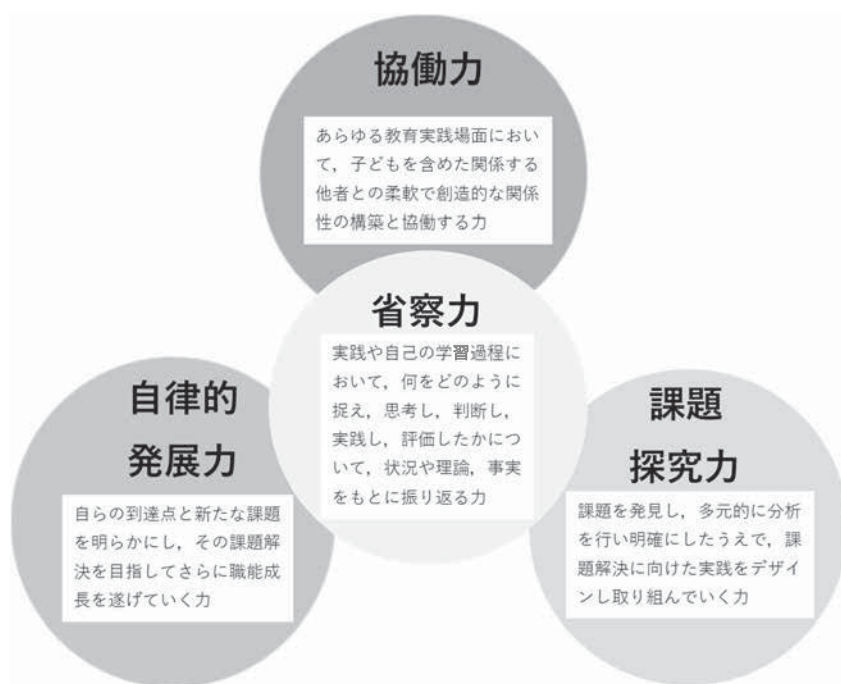 協働力
あらゆる教育実践場面におい
て，子どもを含めた関係する
他者との柔軟で創造的な関係
性の構築と協働する力
省察力
実践や自己の学習過程に
おいて，何をどのように
捉え，思考し，判断し，
実践し，評価したかにつ
いて，状況や理論，事実
をもとに振り返る力
自律的
発展力
自らの到達点と新たな課題
を明らかにし，その課題解
決を目指してさらに職能成
長を遂げていく力
課題
探究力
課題を発見し，多元的に分析
を行い明確にしたうえで，課
題解決に向けた実践をデザイ
ンし取り組んでいく力